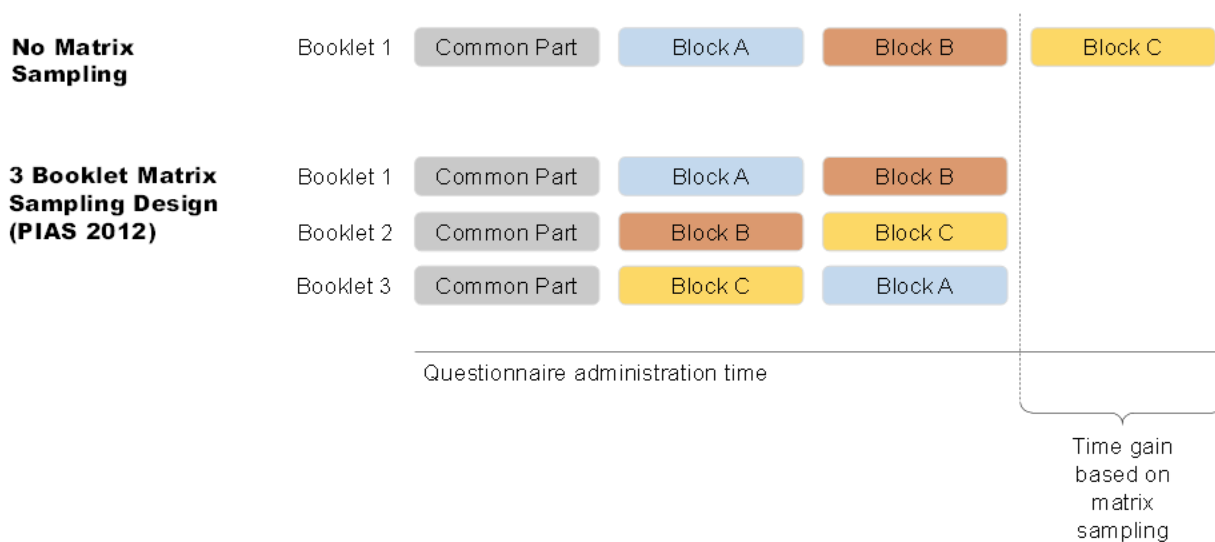 No Matrix
Sampling
Booklet 1 Common Part Block A Block B Block C
3 Booklet Matrix
Sampling Design
(PIAS 2012)
Booklet 1 Common Part Block A Block B
Booklet 2 Common Part Block B Block C
Booklet 3 Common Part Block C Block A
Questionnaire administration time
Time gain
based on
matrix
sampling